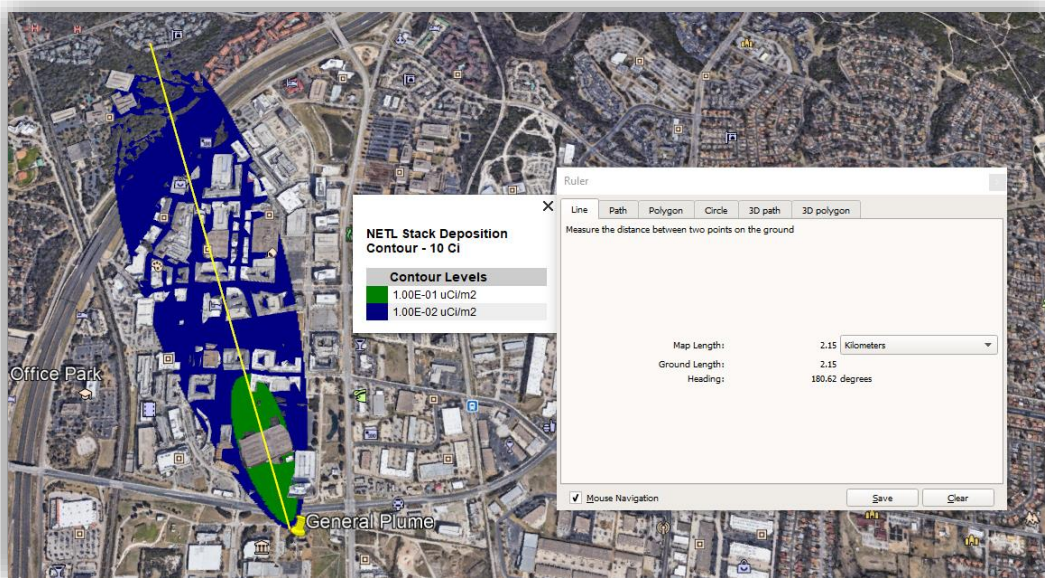 Ruler
Line Path Polygon Circle 3D path 3D polygon
Measure the distance between two points on the ground
NETL Stack Deposition
Contour - 10 Ci
Contour Levels
1.00E-01 uCi/m2
1.00E-02 uCi/m2
Map Length: 2.15 Kilometers
Ground Length: 2.15
Heading: 180.62 degrees
Office Park
Mouse Navigation Save Clear
General Plume